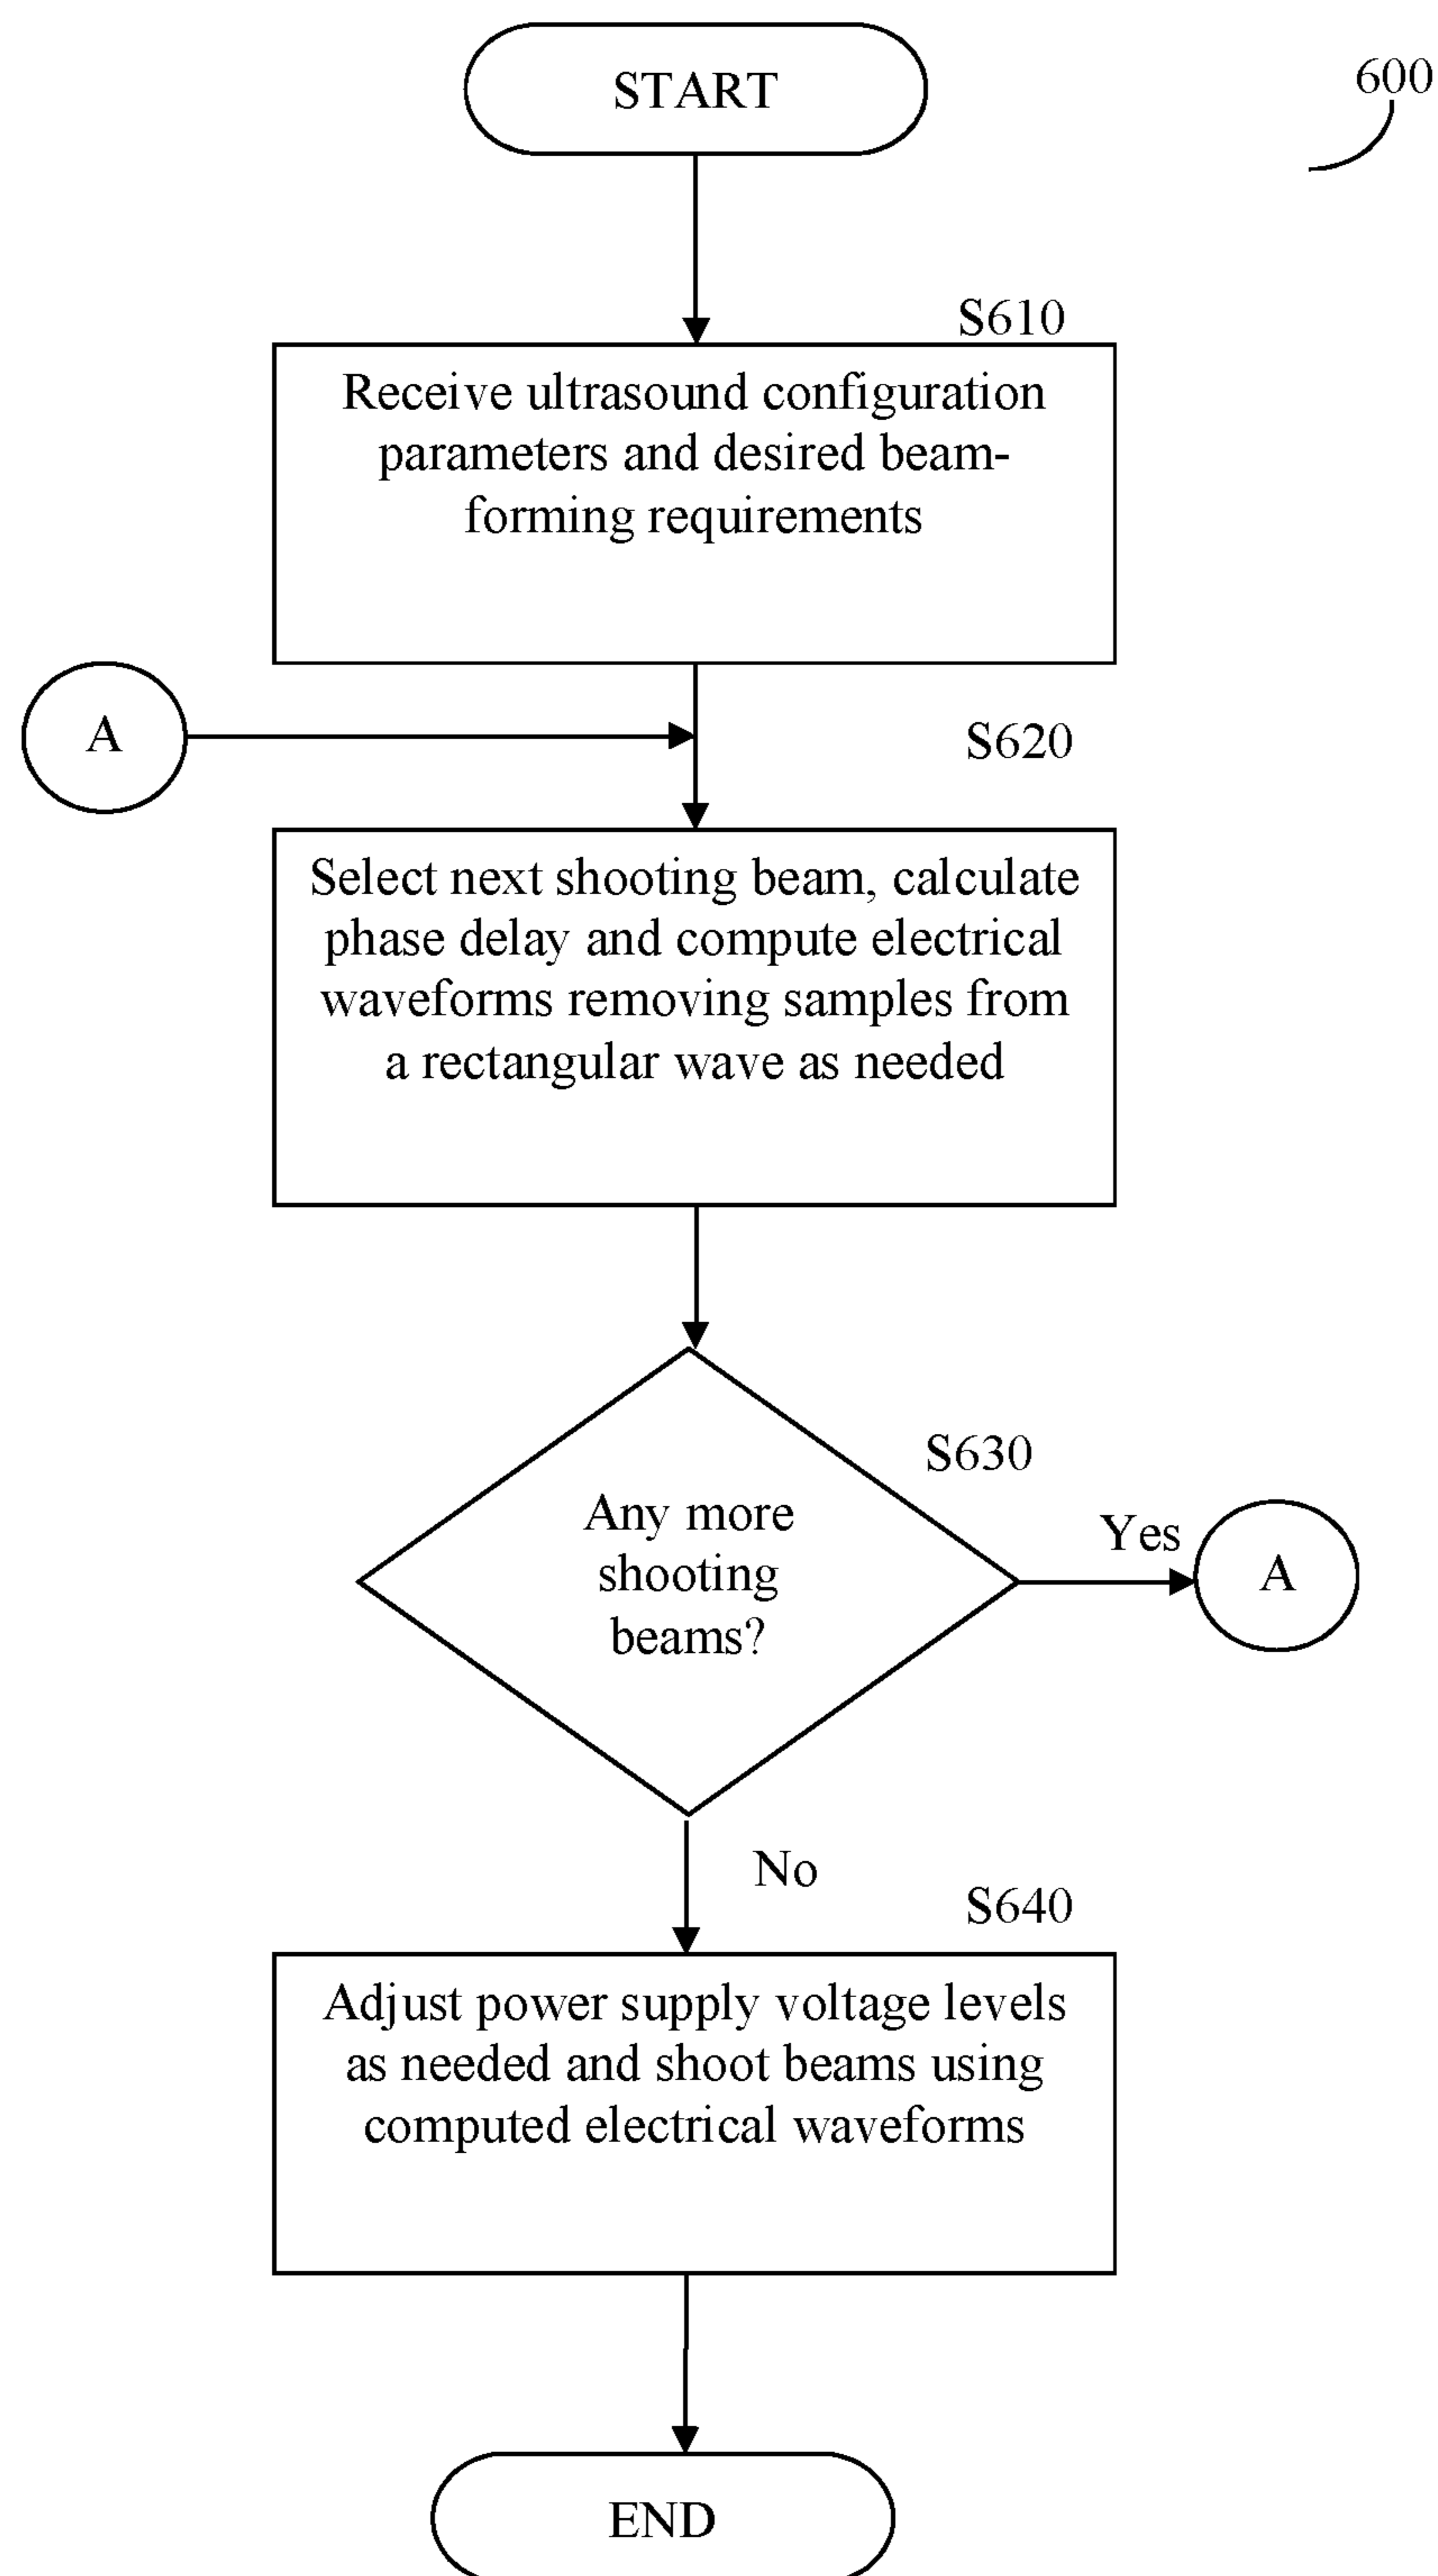 START
600
S610
Receive ultrasound configuration
parameters and desired beam-
forming requirements
A
S620
Select next shooting beam, calculate
phase delay and compute electrical
waveforms removing samples from
a rectangular wave as needed
S630
Any more
shooting
beams?
Yes
A
No
S640
Adjust power supply voltage levels
as needed and shoot beams using
computed electrical waveforms
END